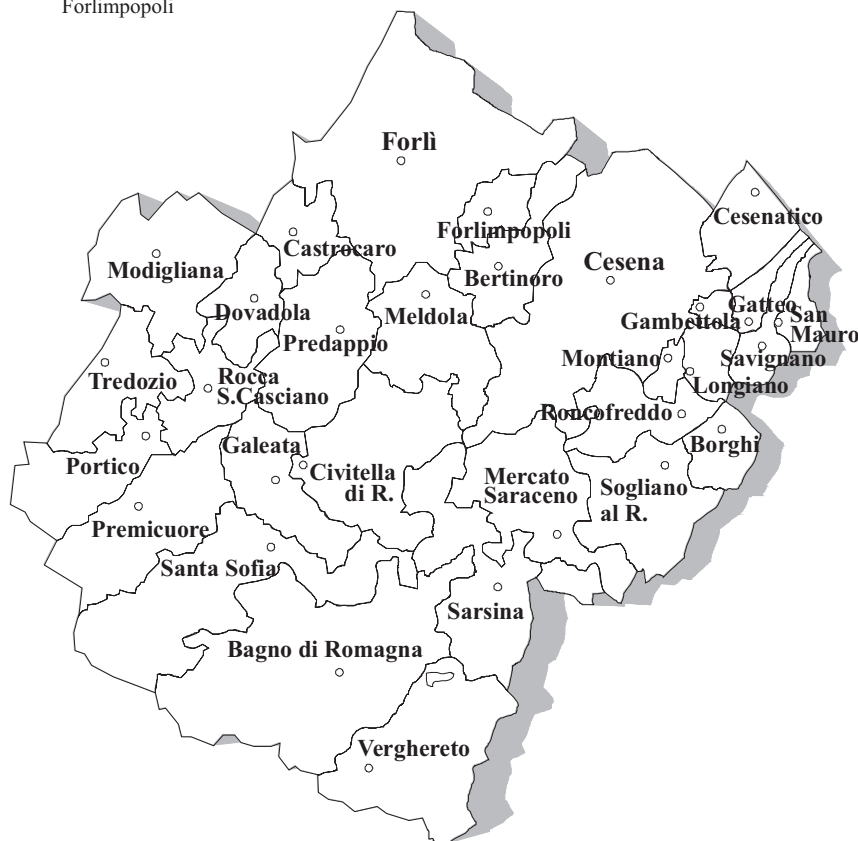 Forlimpopoli
Forlì
Cesenatico
Forlimpopoli
Castrocaro
Cesena
Modigliana
Bertinoro
Gatteo
Dovadola
Meldola
Gambettola
San
Mauro
Predappio
Montiano
Savignano
Tredozio
Rocca
S.Casciano
Longiano
Roncofreddo
Galeata
Borghi
Portico
Civitella
di R.
Mercato
Saraceno
Sogliano
al R.
Premicuore
Santa Sofia
Sarsina
Bagno di Romagna
Verghereto